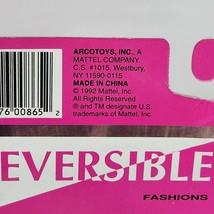 ARCOTOYS, INC.. A
MATTEL COMPANY.
C.S. #1015, Westbury,
NY 11590-0115
MADE IN CHINA
© 1992 Mattel, Inc.
All Rights Reserved
® and TM designate U.S.
trademarks of Mattel, Inc.
76 00865 2
EVERSIBLE
FASHIONS